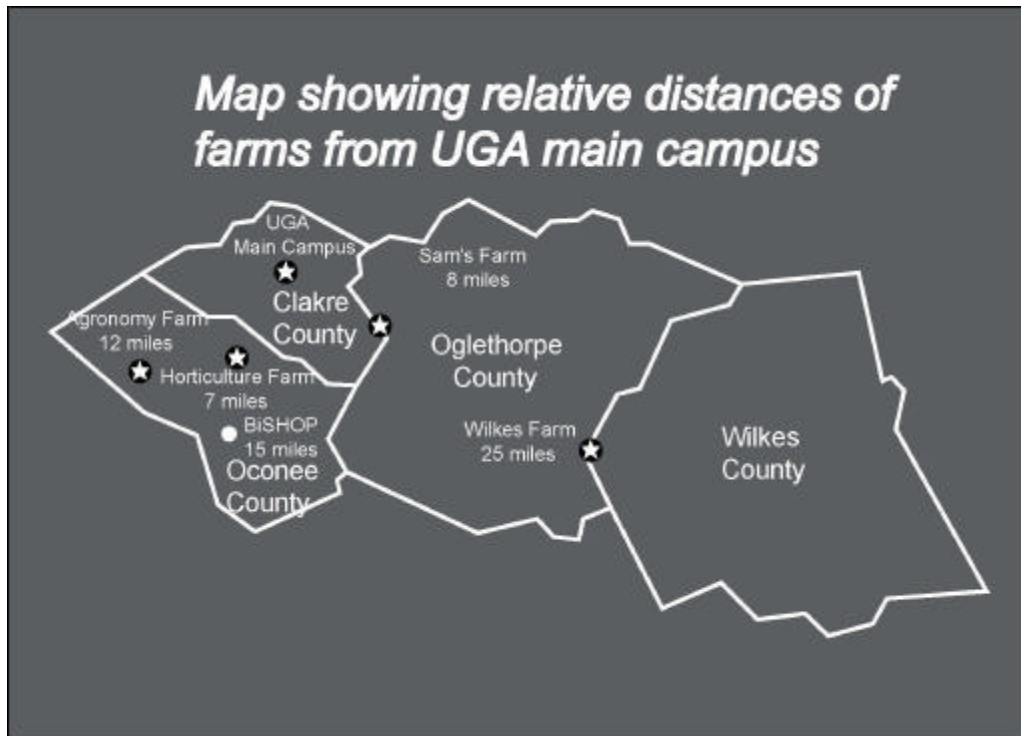 Map showing relative distances of
farms from UGA main campus
UGA
Main Campus
Sam's Farm
8 miles
Clakre
County
Agronomy Farm
12 miles
Oglethorpe
County
Horticulture Farm
7 miles
BiSHOP
15 miles
Wilkes Farm
25 miles
Wilkes
County
Oconee
County